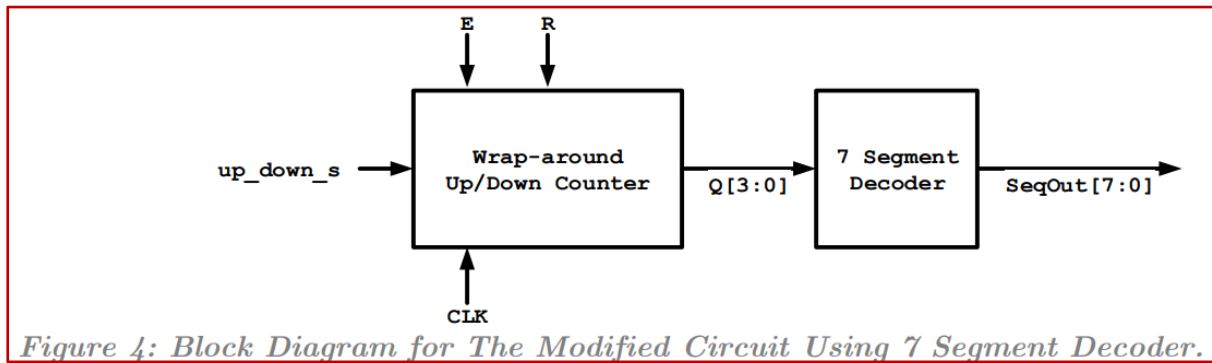 E R
up_down_s
Wrap-around
Up/Down Counter
Q[3:0]
7 Segment
Decoder
SeqOut[7:0]
CLK
Figure 4: Block Diagram for The Modified Circuit Using 7 Segment Decoder.